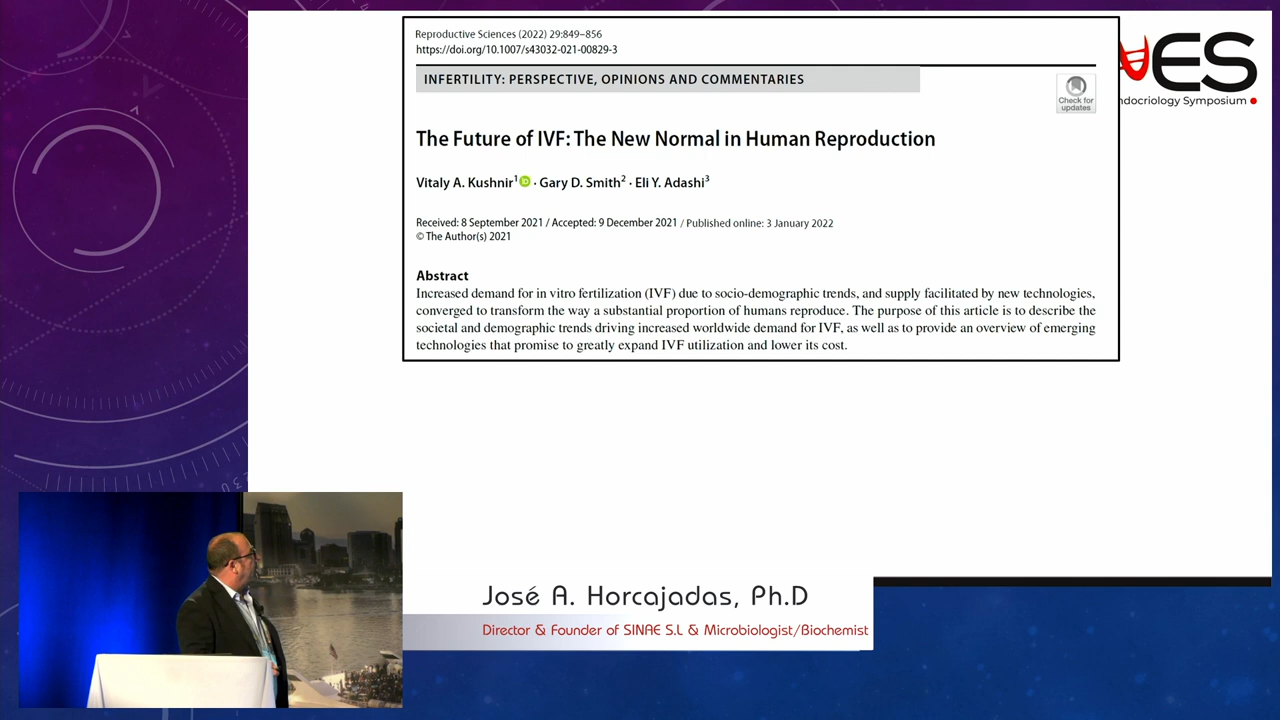 Reproductive Sciences (2022) 29:849–856
https://doi.org/10.1007/s43032-021-00829-3
INFERTILITY: PERSPECTIVE, OPINIONS AND COMMENTARIES
Check for
updates
ES
ndocriology Symposium
The Future of IVF: The New Normal in Human Reproduction
Vitaly A. Kushnir1 · Gary D. Smith2 · Eli Y. Adashi3
Received: 8 September 2021 / Accepted: 9 December 2021 / Published online: 3 January 2022
© The Author(s) 2021
Abstract
Increased demand for in vitro fertilization (IVF) due to socio-demographic trends, and supply facilitated by new technologies,
converged to transform the way a substantial proportion of humans reproduce. The purpose of this article is to describe the
societal and demographic trends driving increased worldwide demand for IVF, as well as to provide an overview of emerging
technologies that promise to greatly expand IVF utilization and lower its cost.
José A. Horcajadas, Ph.D
Director & Founder of SINAE S.L & Microbiologist/Biochemist